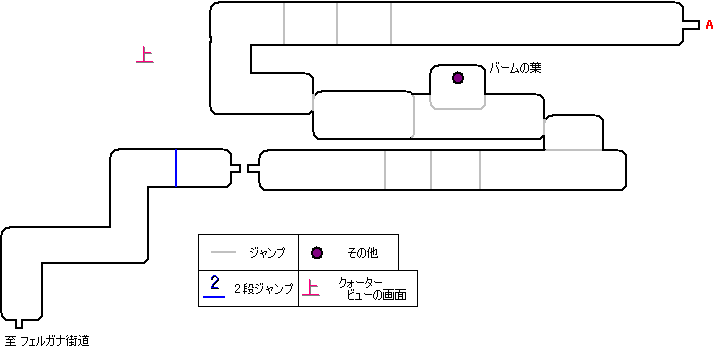 A
上
バームの葉
ジャンプ
その他
2
2段ジャンプ
上
クォーター
ビューの画面
至 フェルガナ街道